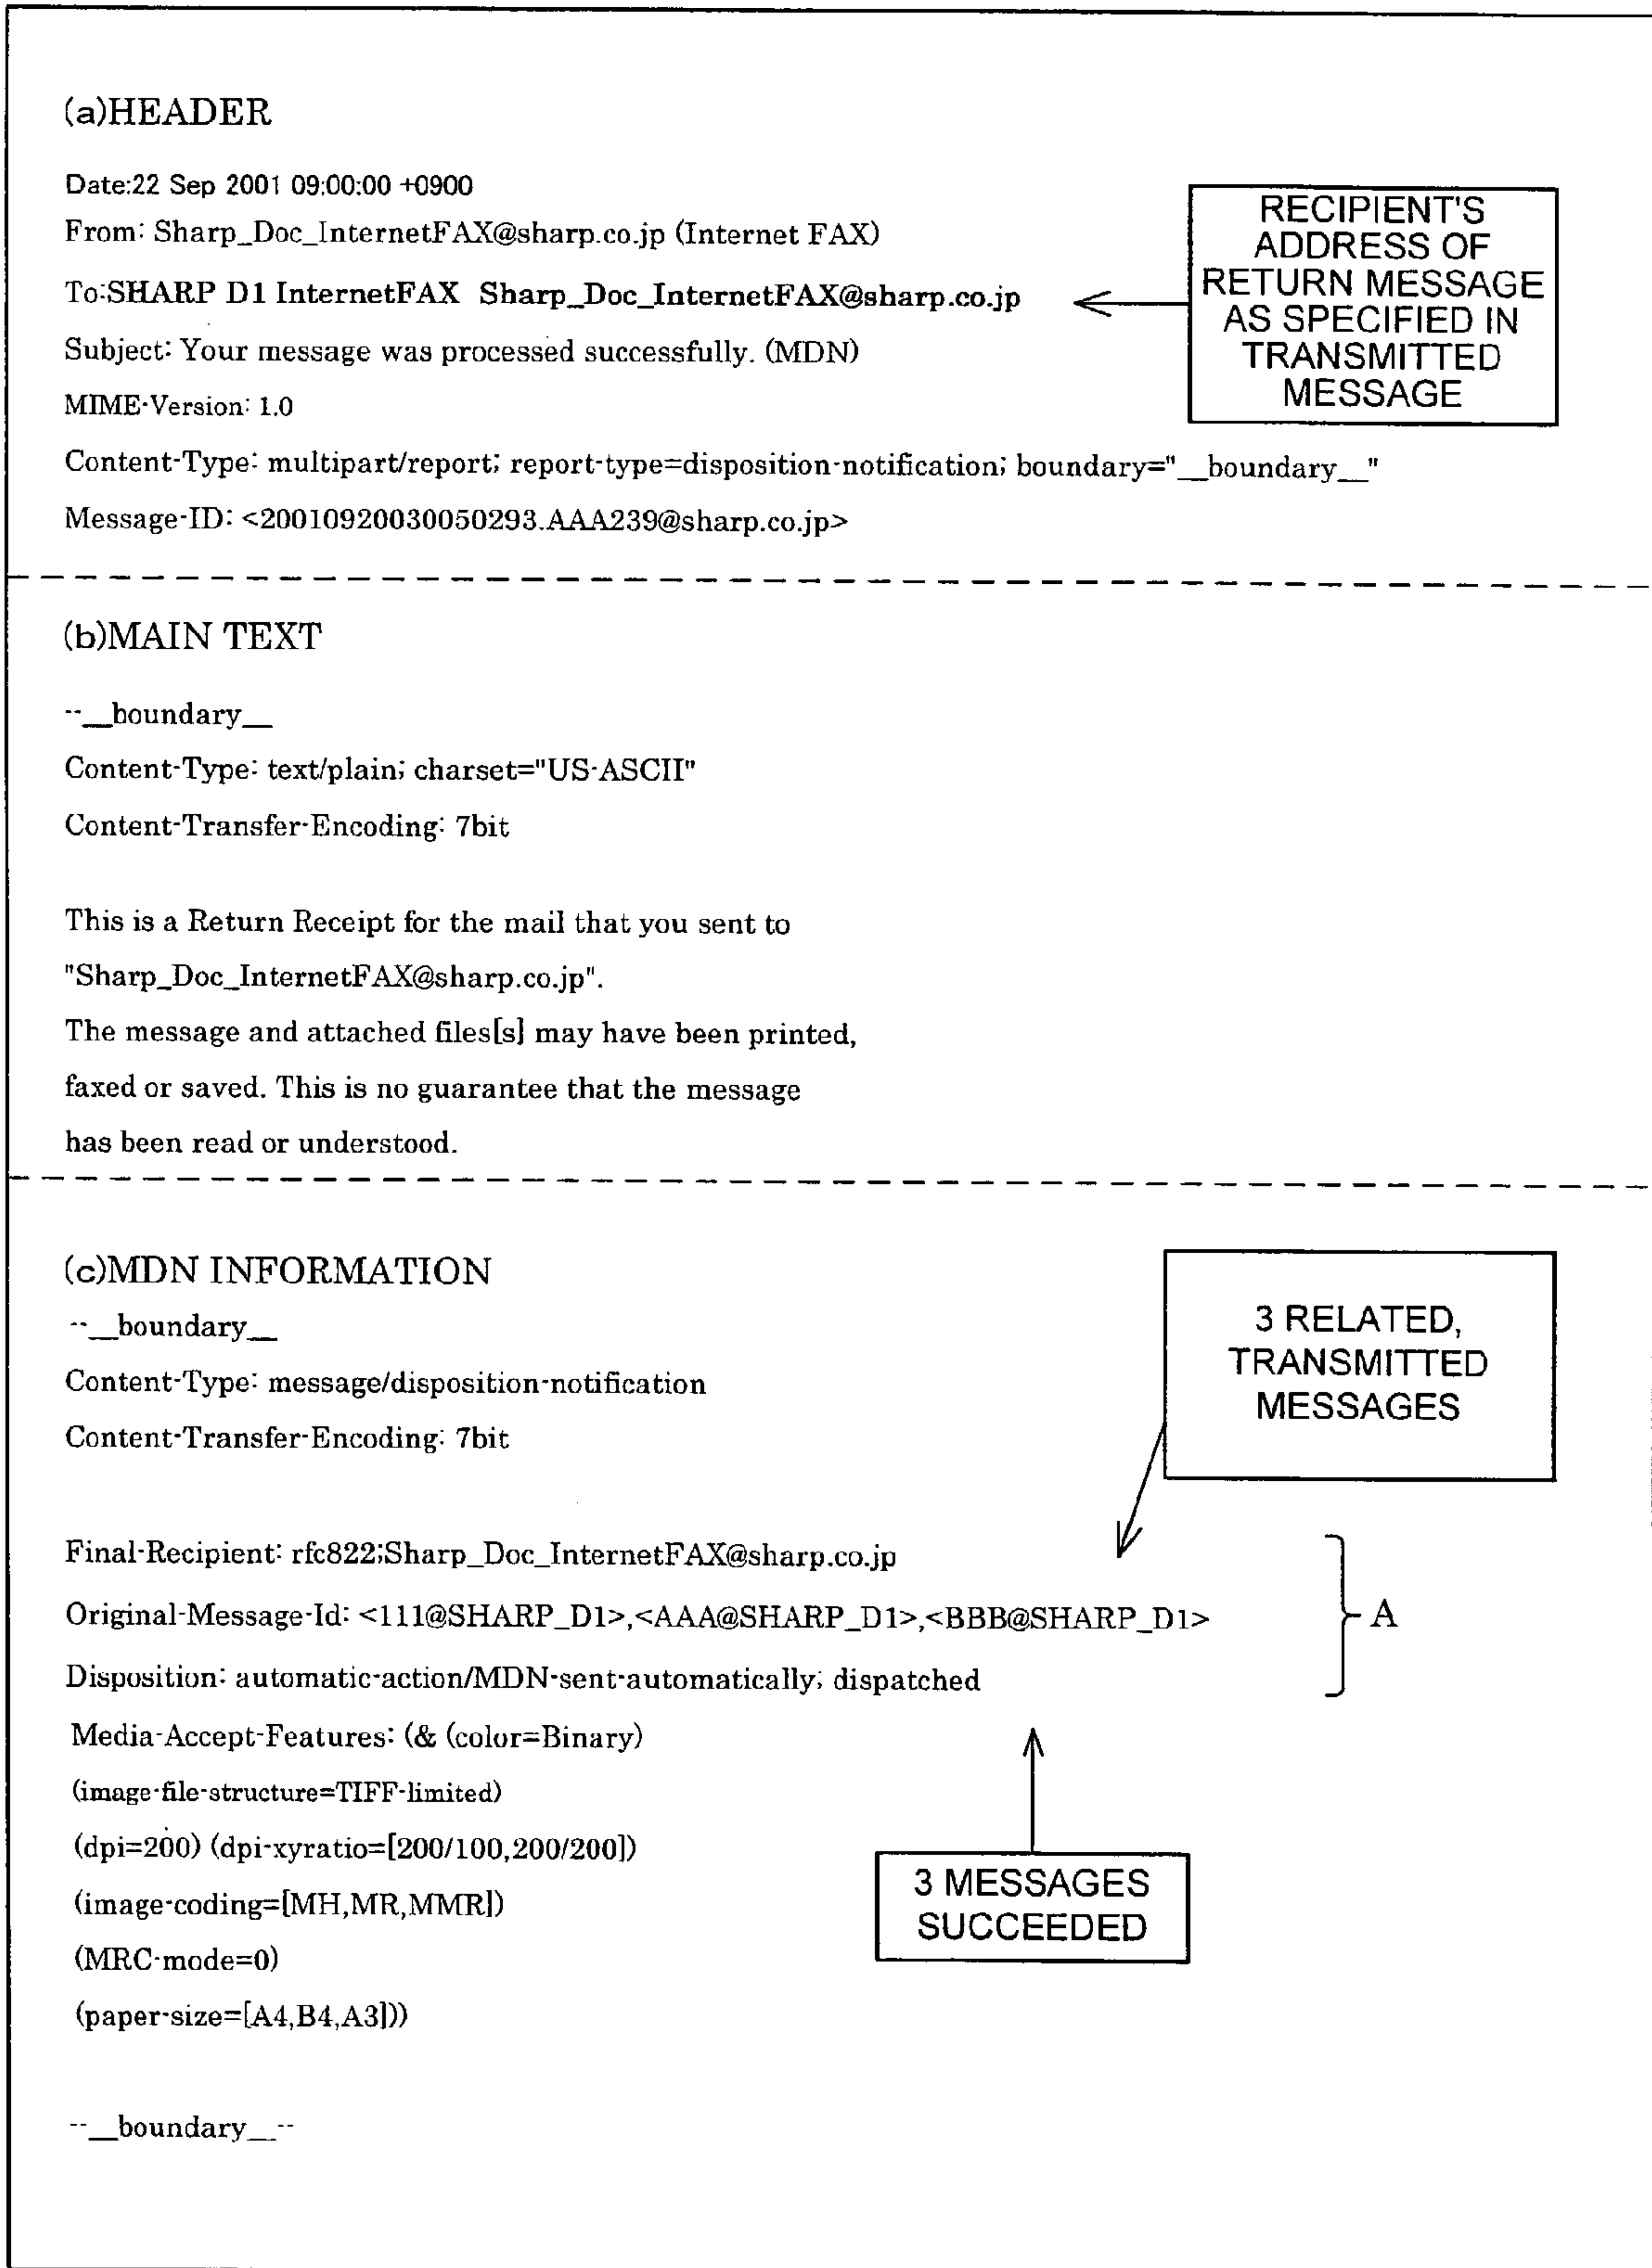 (a)HEADER
Date:22 Sep 2001 09:00:00 +0900
From: Sharp_Doc_InternetFAX@sharp.co.jp (Internet FAX)
To:SHARP D1 InternetFAX Sharp_Doc_InternetFAX@sharp.co.jp
Subject: Your message was processed successfully. (MDN)
MIME-Version: 1.0
Content-Type: multipart/report; report-type=disposition-notification; boundary="__boundary__"
Message-ID: <20010920030050293.AAA239@sharp.co.jp>
RECIPIENT'S
ADDRESS OF
RETURN MESSAGE
AS SPECIFIED IN
TRANSMITTED
MESSAGE
(b)MAIN TEXT
--__boundary__
Content-Type: text/plain; charset="US-ASCII"
Content-Transfer-Encoding: 7bit
This is a Return Receipt for the mail that you sent to
"Sharp_Doc_InternetFAX@sharp.co.jp".
The message and attached files[s] may have been printed,
faxed or saved. This is no guarantee that the message
has been read or understood.
(c)MDN INFORMATION
--__boundary__
Content-Type: message/disposition-notification
Content-Transfer-Encoding: 7bit
3 RELATED,
TRANSMITTED
MESSAGES
Final-Recipient: rfc822;Sharp_Doc_InternetFAX@sharp.co.jp
Original-Message-Id: <111@SHARP_D1>,<AAA@SHARP_D1>,<BBB@SHARP_D1>
A
Disposition: automatic-action/MDN-sent-automatically; dispatched
Media-Accept-Features: (& (color=Binary)
(image-file-structure=TIFF-limited)
(dpi=200) (dpi-xyratio=[200/100,200/200])
(image-coding=[MH,MR,MMR])
(MRC-mode=0)
(paper-size=[A4,B4,A3]))
3 MESSAGES
SUCCEEDED
--__boundary__--